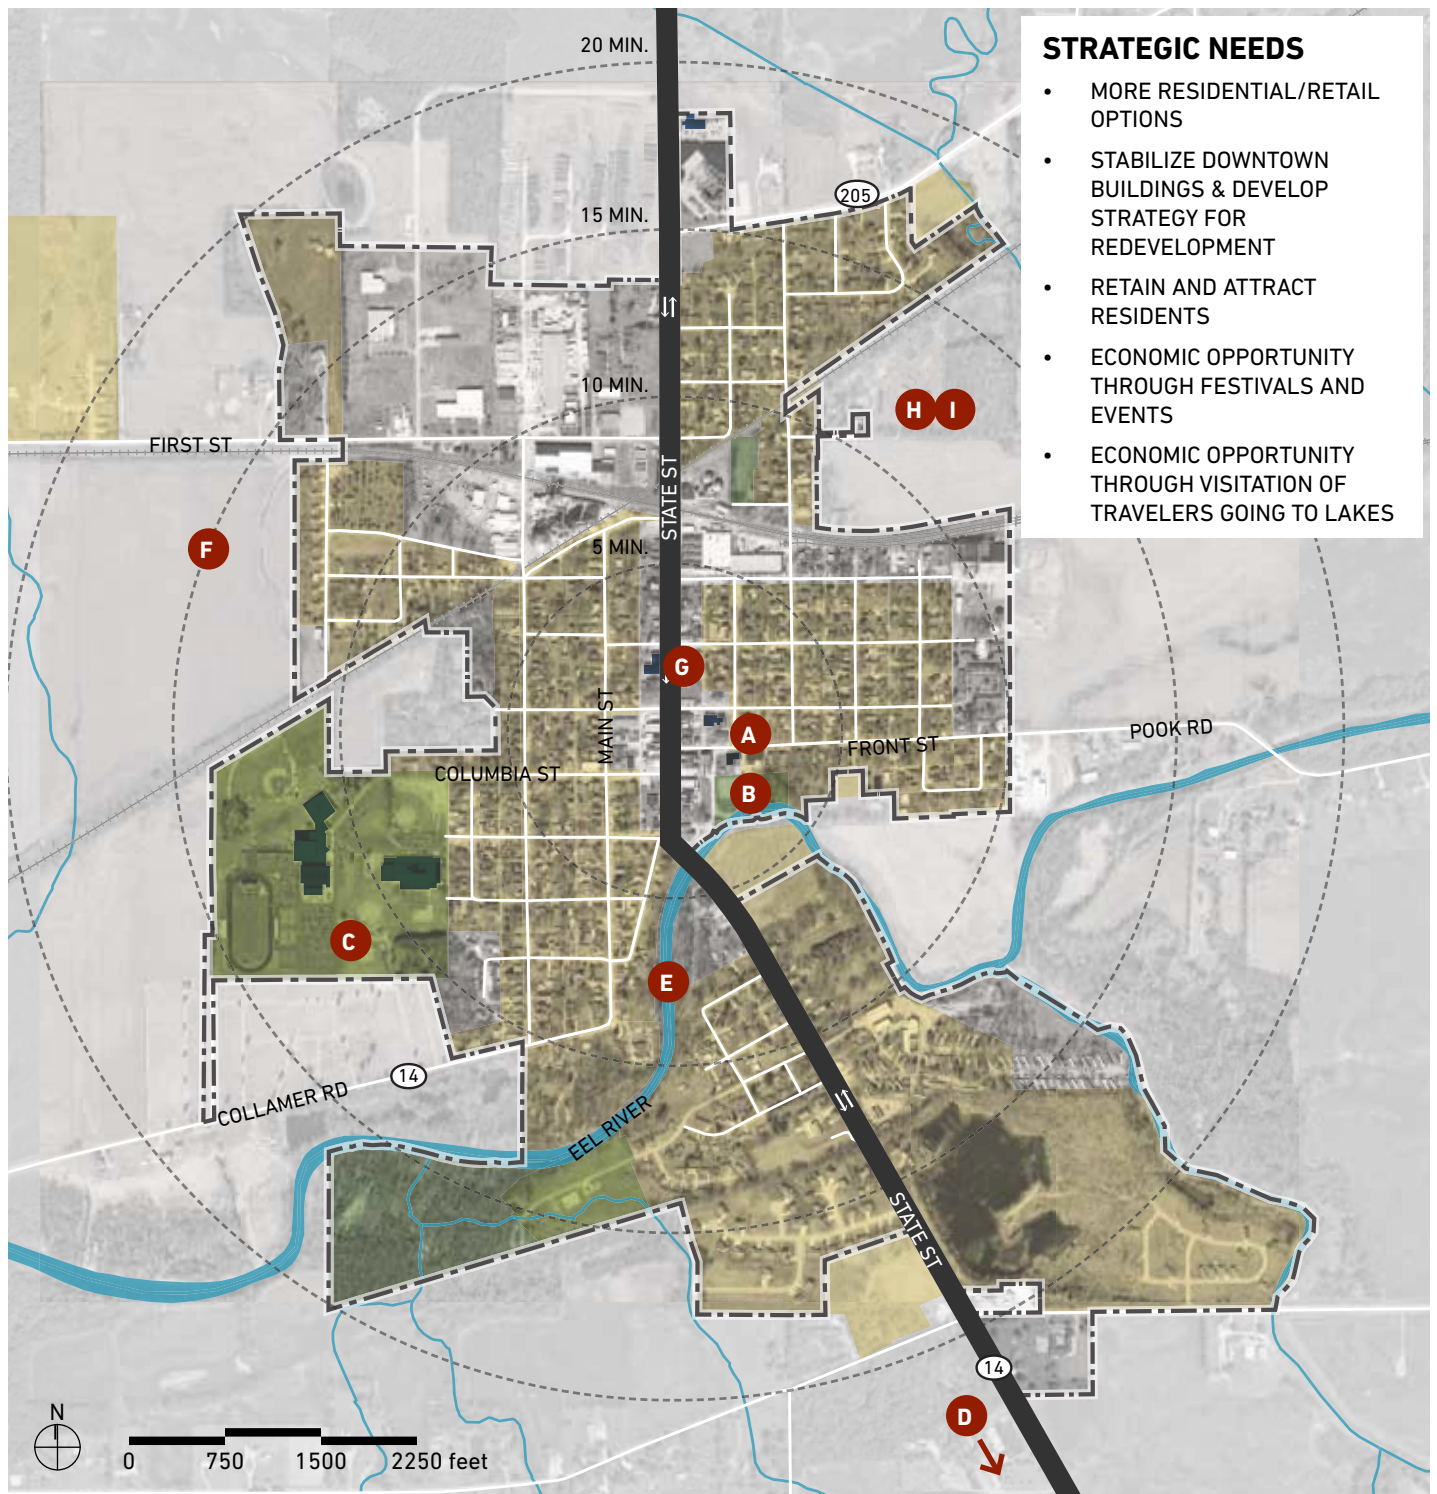 20 MIN.
STRATEGIC NEEDS
• MORE RESIDENTIAL/RETAIL
OPTIONS
• STABILIZE DOWNTOWN
BUILDINGS & DEVELOP
STRATEGY FOR
REDEVELOPMENT
• RETAIN AND ATTRACT
RESIDENTS
• ECONOMIC OPPORTUNITY
THROUGH FESTIVALS AND
EVENTS
• ECONOMIC OPPORTUNITY
THROUGH VISITATION OF
TRAVELERS GOING TO LAKES
205
15 MIN.
10 MIN.
H I
FIRST ST
STATE ST
F
5 MIN.
G
MAIN ST
A
FRONT ST
POOK RD
COLUMBIA ST
B
C
E
14
COLLAMER RD
EEL RIVER
STATE ST
14
D
N
0 750 1500 2250 feet